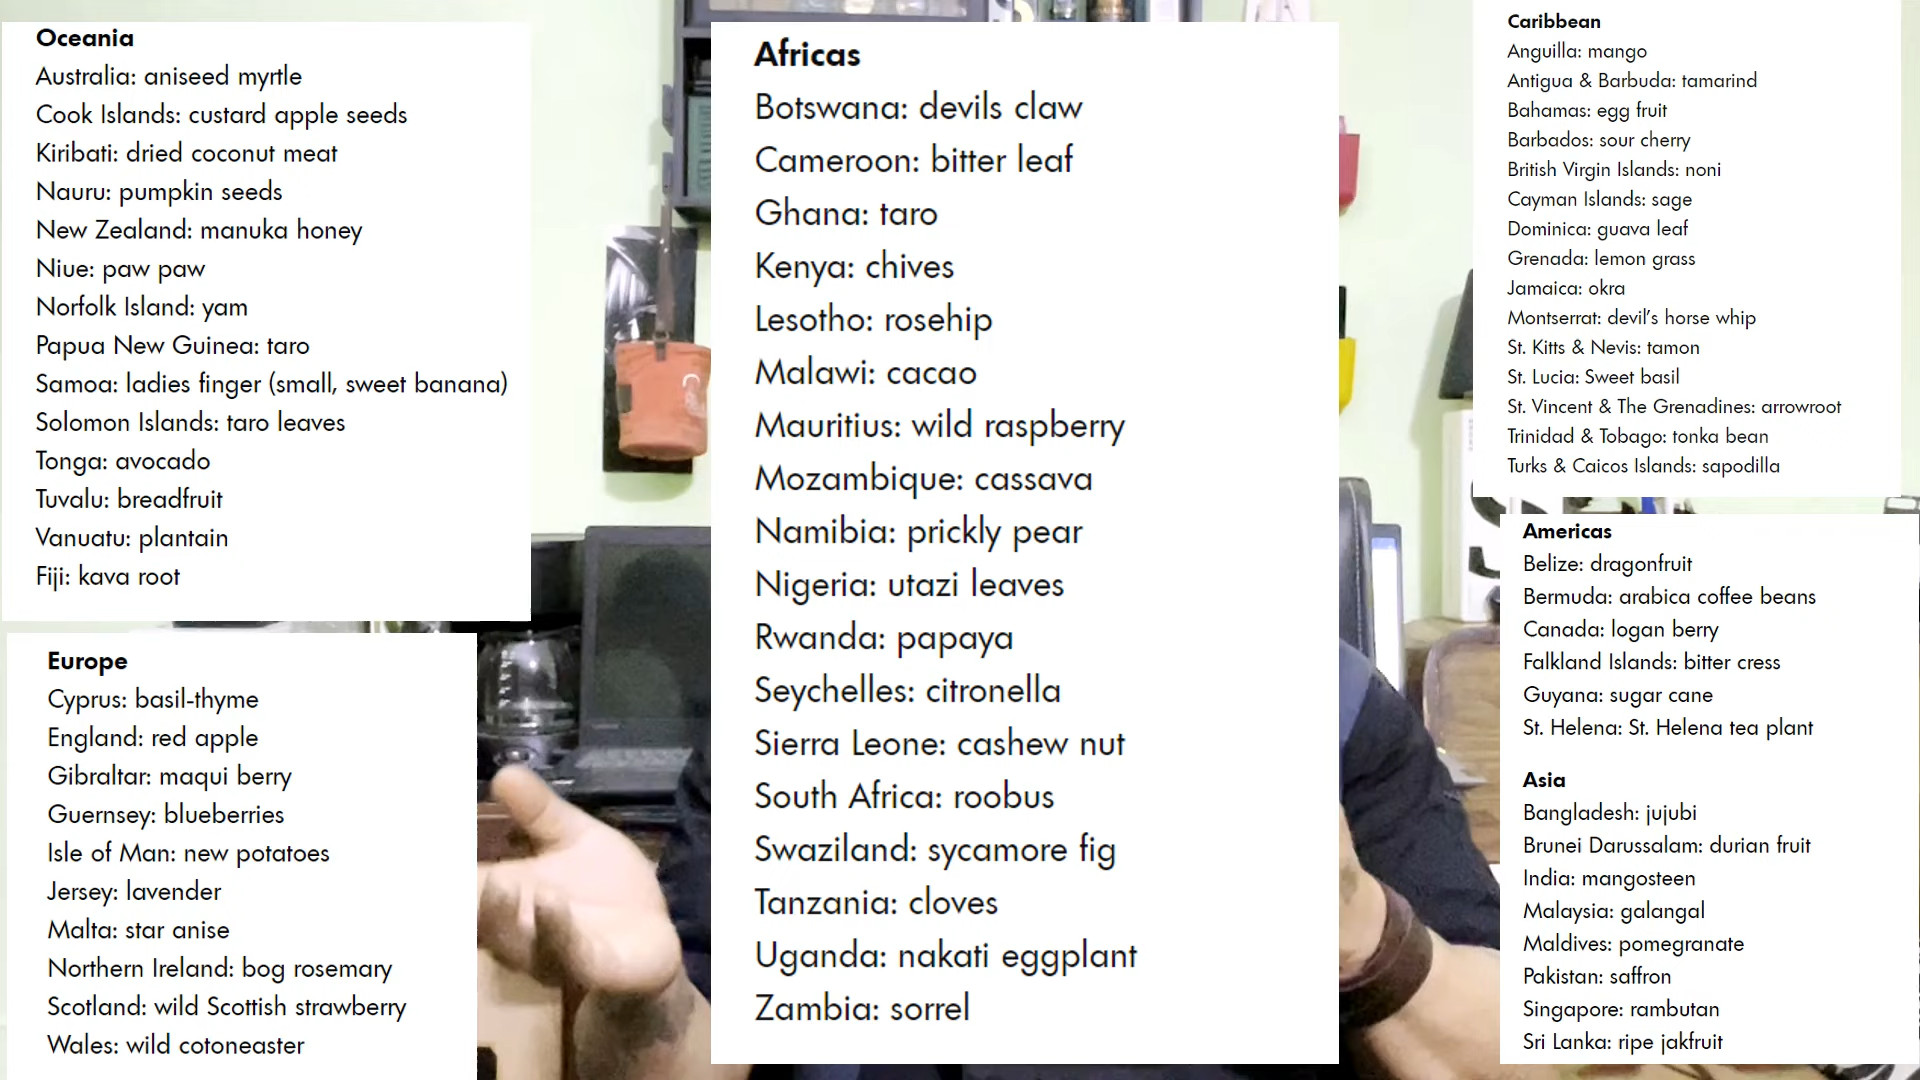 Oceania
Australia: aniseed myrtle
Cook Islands: custard apple seeds
Kiribati: dried coconut meat
Nauru: pumpkin seeds
New Zealand: manuka honey
Niue: paw paw
Norfolk Island: yam
Papua New Guinea: taro
Samoa: ladies finger (small, sweet banana)
Solomon Islands: taro leaves
Tonga: avocado
Tuvalu: breadfruit
Vanuatu: plantain
Fiji: kava root
Europe
Cyprus: basil-thyme
England: red apple
Gibraltar: maqui berry
Guernsey: blueberries
Isle of Man: new potatoes
Jersey: lavender
Malta: star anise
Northern Ireland: bog rosemary
Scotland: wild Scottish strawberry
Wales: wild cotoneaster
Africas
Botswana: devils claw
Cameroon: bitter leaf
Ghana: taro
Kenya: chives
Lesotho: rosehip
Malawi: cacao
Mauritius: wild raspberry
Mozambique: cassava
Namibia: prickly pear
Nigeria: utazi leaves
Rwanda: papaya
Seychelles: citronella
Sierra Leone: cashew nut
South Africa: roobus
Swaziland: sycamore fig
Tanzania: cloves
Uganda: nakati eggplant
Zambia: sorrel
Caribbean
Anguilla: mango
Antigua & Barbuda: tamarind
Bahamas: egg fruit
Barbados: sour cherry
British Virgin Islands: noni
Cayman Islands: sage
Dominica: guava leaf
Grenada: lemon grass
Jamaica: okra
Montserrat: devil’s horse whip
St. Kitts & Nevis: tamon
St. Lucia: Sweet basil
St. Vincent & The Grenadines: arrowroot
Trinidad & Tobago: tonka bean
Turks & Caicos Islands: sapodilla
Americas
Belize: dragonfruit
Bermuda: arabica coffee beans
Canada: logan berry
Falkland Islands: bitter cress
Guyana: sugar cane
St. Helena: St. Helena tea plant
Asia
Bangladesh: jujubi
Brunei Darussalam: durian fruit
India: mangosteen
Malaysia: galangal
Maldives: pomegranate
Pakistan: saffron
Singapore: rambutan
Sri Lanka: ripe jakfruit